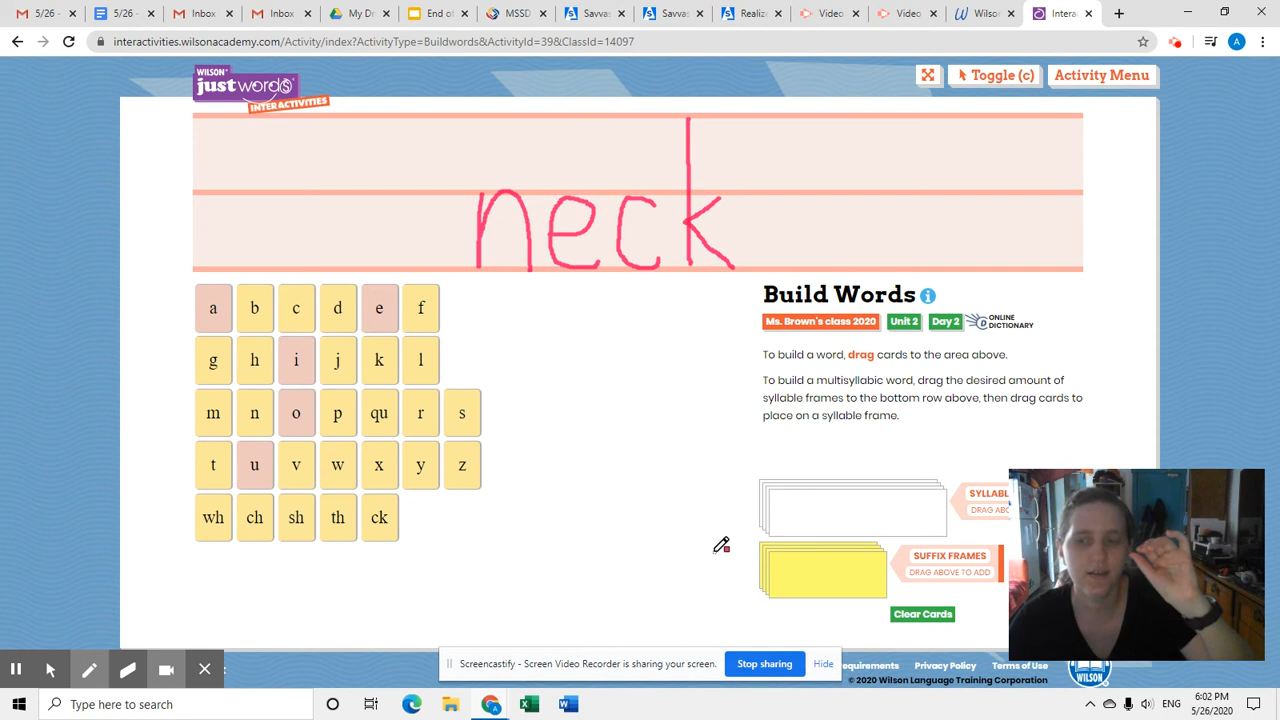 5/26 -
5/26 -
Inbox
Inbox
My Dr
End of
MSSD
Savva
Savva
Realiz
Video
Video
Wilso
Intera
interactivities.wilsonacademy.com/Activity/index?ActivityType=Buildwords&ActivityId=39&ClassId=14097
A
WILSON®
just words®
INTERACTIVITIES
Toggle (c)
Activity Menu
neck
a b c d e f
g h i j k l
m n o p qu r s
t u v w x y z
wh ch sh th ck
Build Words i
Ms. Brown's class 2020 Unit 2 Day 2 ONLINE
DICTIONARY
To build a word, drag cards to the area above.
To build a multisyllabic word, drag the desired amount of
syllable frames to the bottom row above, then drag cards to
place on a syllable frame.
SYLLAB
DRAG ABO
SUFFIX FRAMES
DRAG ABOVE TO ADD
Clear Cards
Screencastify - Screen Video Recorder is sharing your screen.
Stop sharing
Hide
equirements Privacy Policy Terms of Use
© 2020 Wilson Language Training Corporation
WILSON
Type here to search
ENG
6:02 PM
5/26/2020